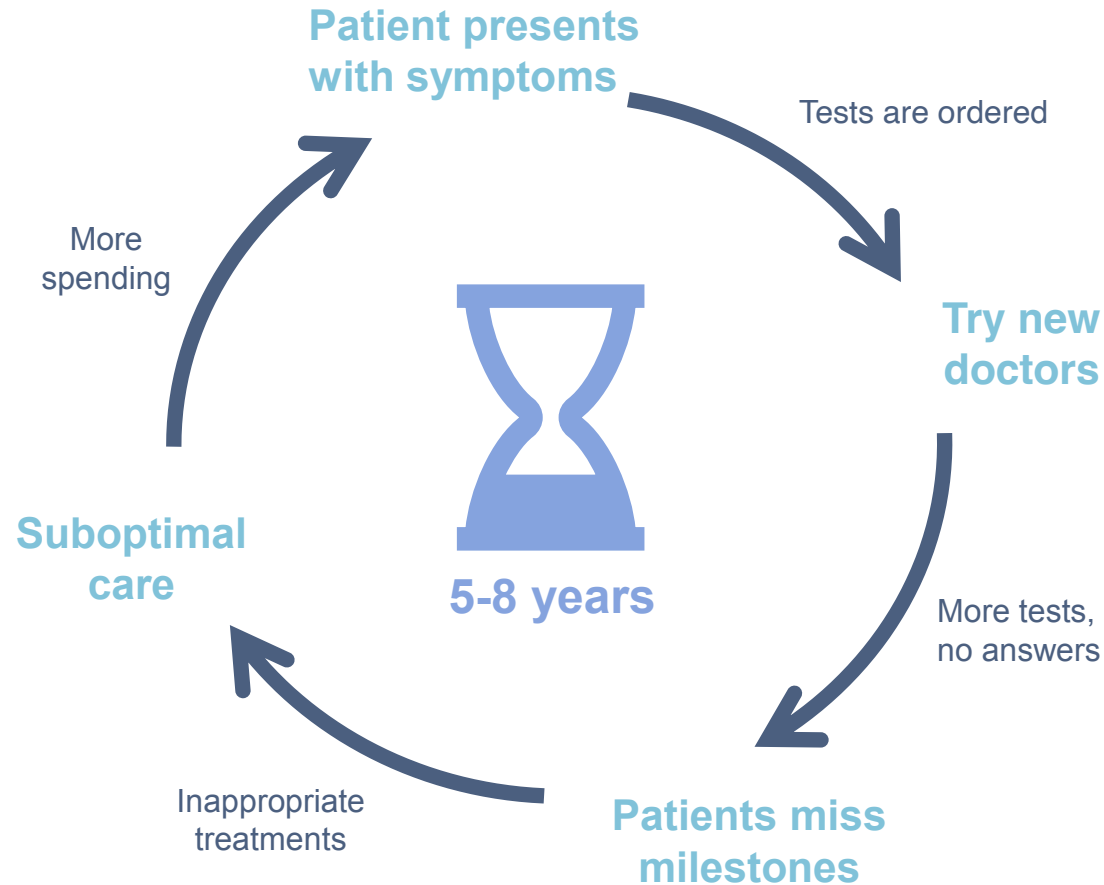 Patient presents
with symptoms
Tests are ordered
Try new
doctors
More tests,
no answers
Patients miss
milestones
Inappropriate
treatments
Suboptimal
care
More
spending
5-8 years